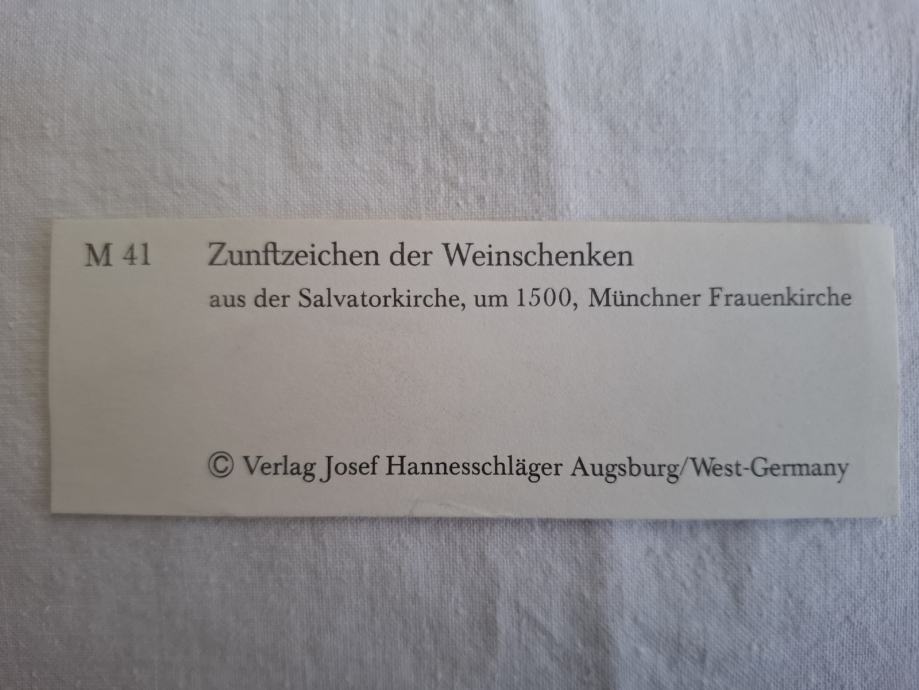 M 41 Zunftzeichen der Weinschenken
aus der Salvatorkirche, um 1500, Münchner Frauenkirche
© Verlag Josef Hannesschläger Augsburg/West-Germany